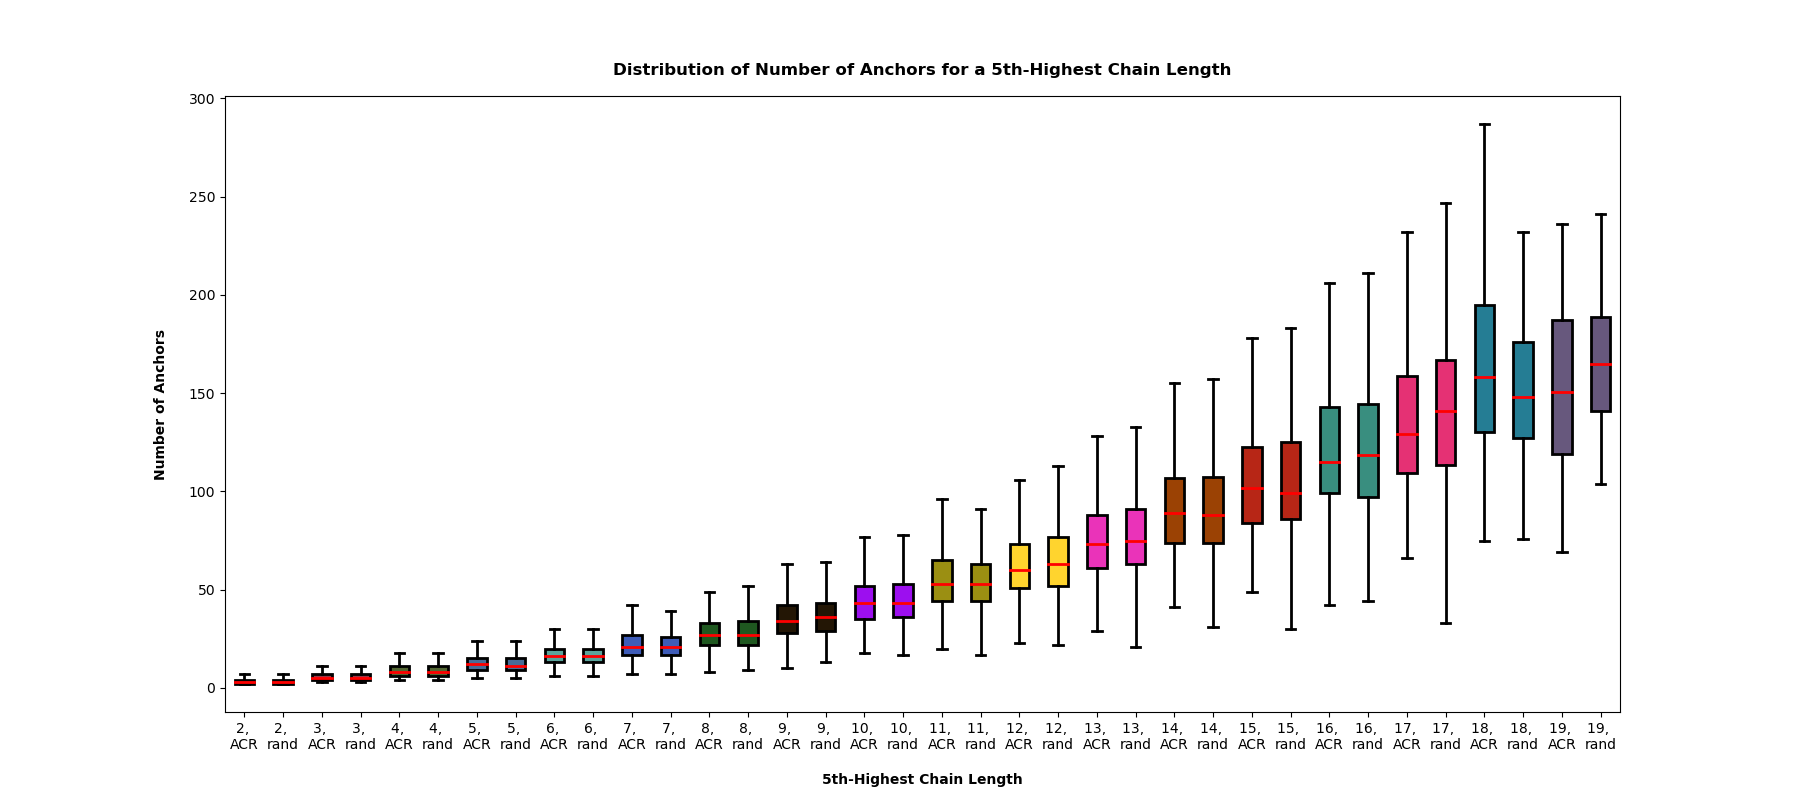 Distribution of Number of Anchors for a 5th-Highest Chain Length
300
250
200
150
100
50
0
Number of Anchors
2, 2, 3, 3, 4, 4, 5, 5, 6, 6, 7, 7, 8, 8, 9, 9, 10, 10, 11, 11, 12, 12, 13, 13, 14, 14, 15, 15, 16, 16, 17, 17, 18, 18, 19, 19,
ACR rand ACR rand ACR rand ACR rand ACR rand ACR rand ACR rand ACR rand ACR rand ACR rand ACR rand ACR rand ACR rand ACR rand ACR rand ACR rand ACR rand ACR rand
5th-Highest Chain Length